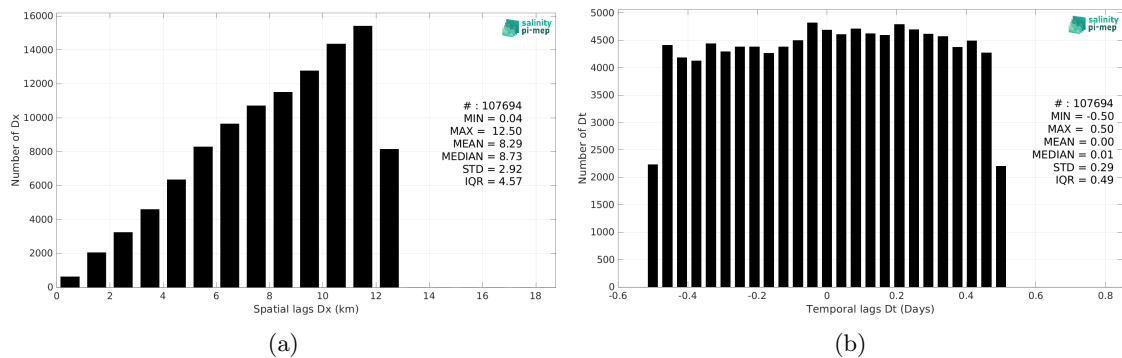 16000
14000
12000
10000
8000
6000
4000
2000
0
Number of Dx
0 2 4 6 8 10 12 14 16 18
Spatial lags Dx (km)
salinity
pi-mep
# : 107694
MIN = 0.04
MAX = 12.50
MEAN = 8.29
MEDIAN = 8.73
STD = 2.92
IQR = 4.57
(a)
5000
4500
4000
3500
3000
2500
2000
1500
1000
500
0
Number of Dt
-0.6 -0.4 -0.2 0 0.2 0.4 0.6 0.8
Temporal lags Dt (Days)
salinity
pi-mep
# : 107694
MIN = -0.50
MAX = 0.50
MEAN = 0.00
MEDIAN = 0.01
STD = 0.29
IQR = 0.49
(b)